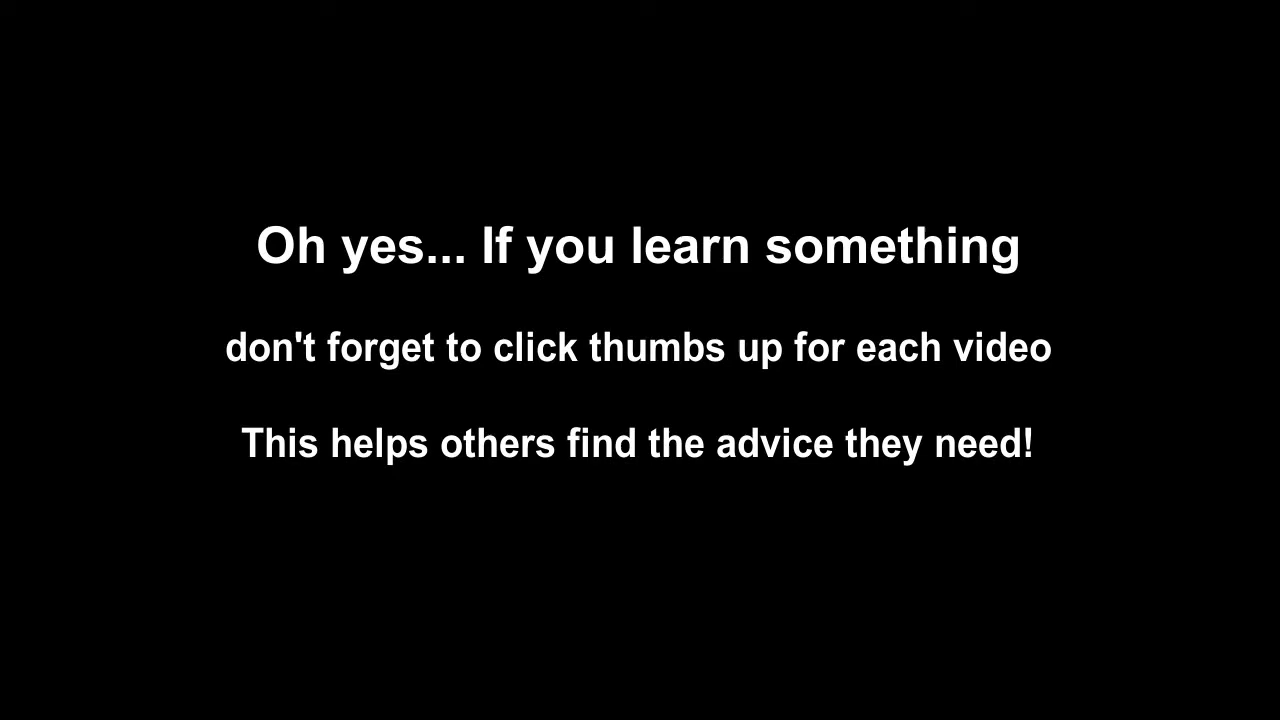 Oh yes... If you learn something
don't forget to click thumbs up for each video
This helps others find the advice they need!